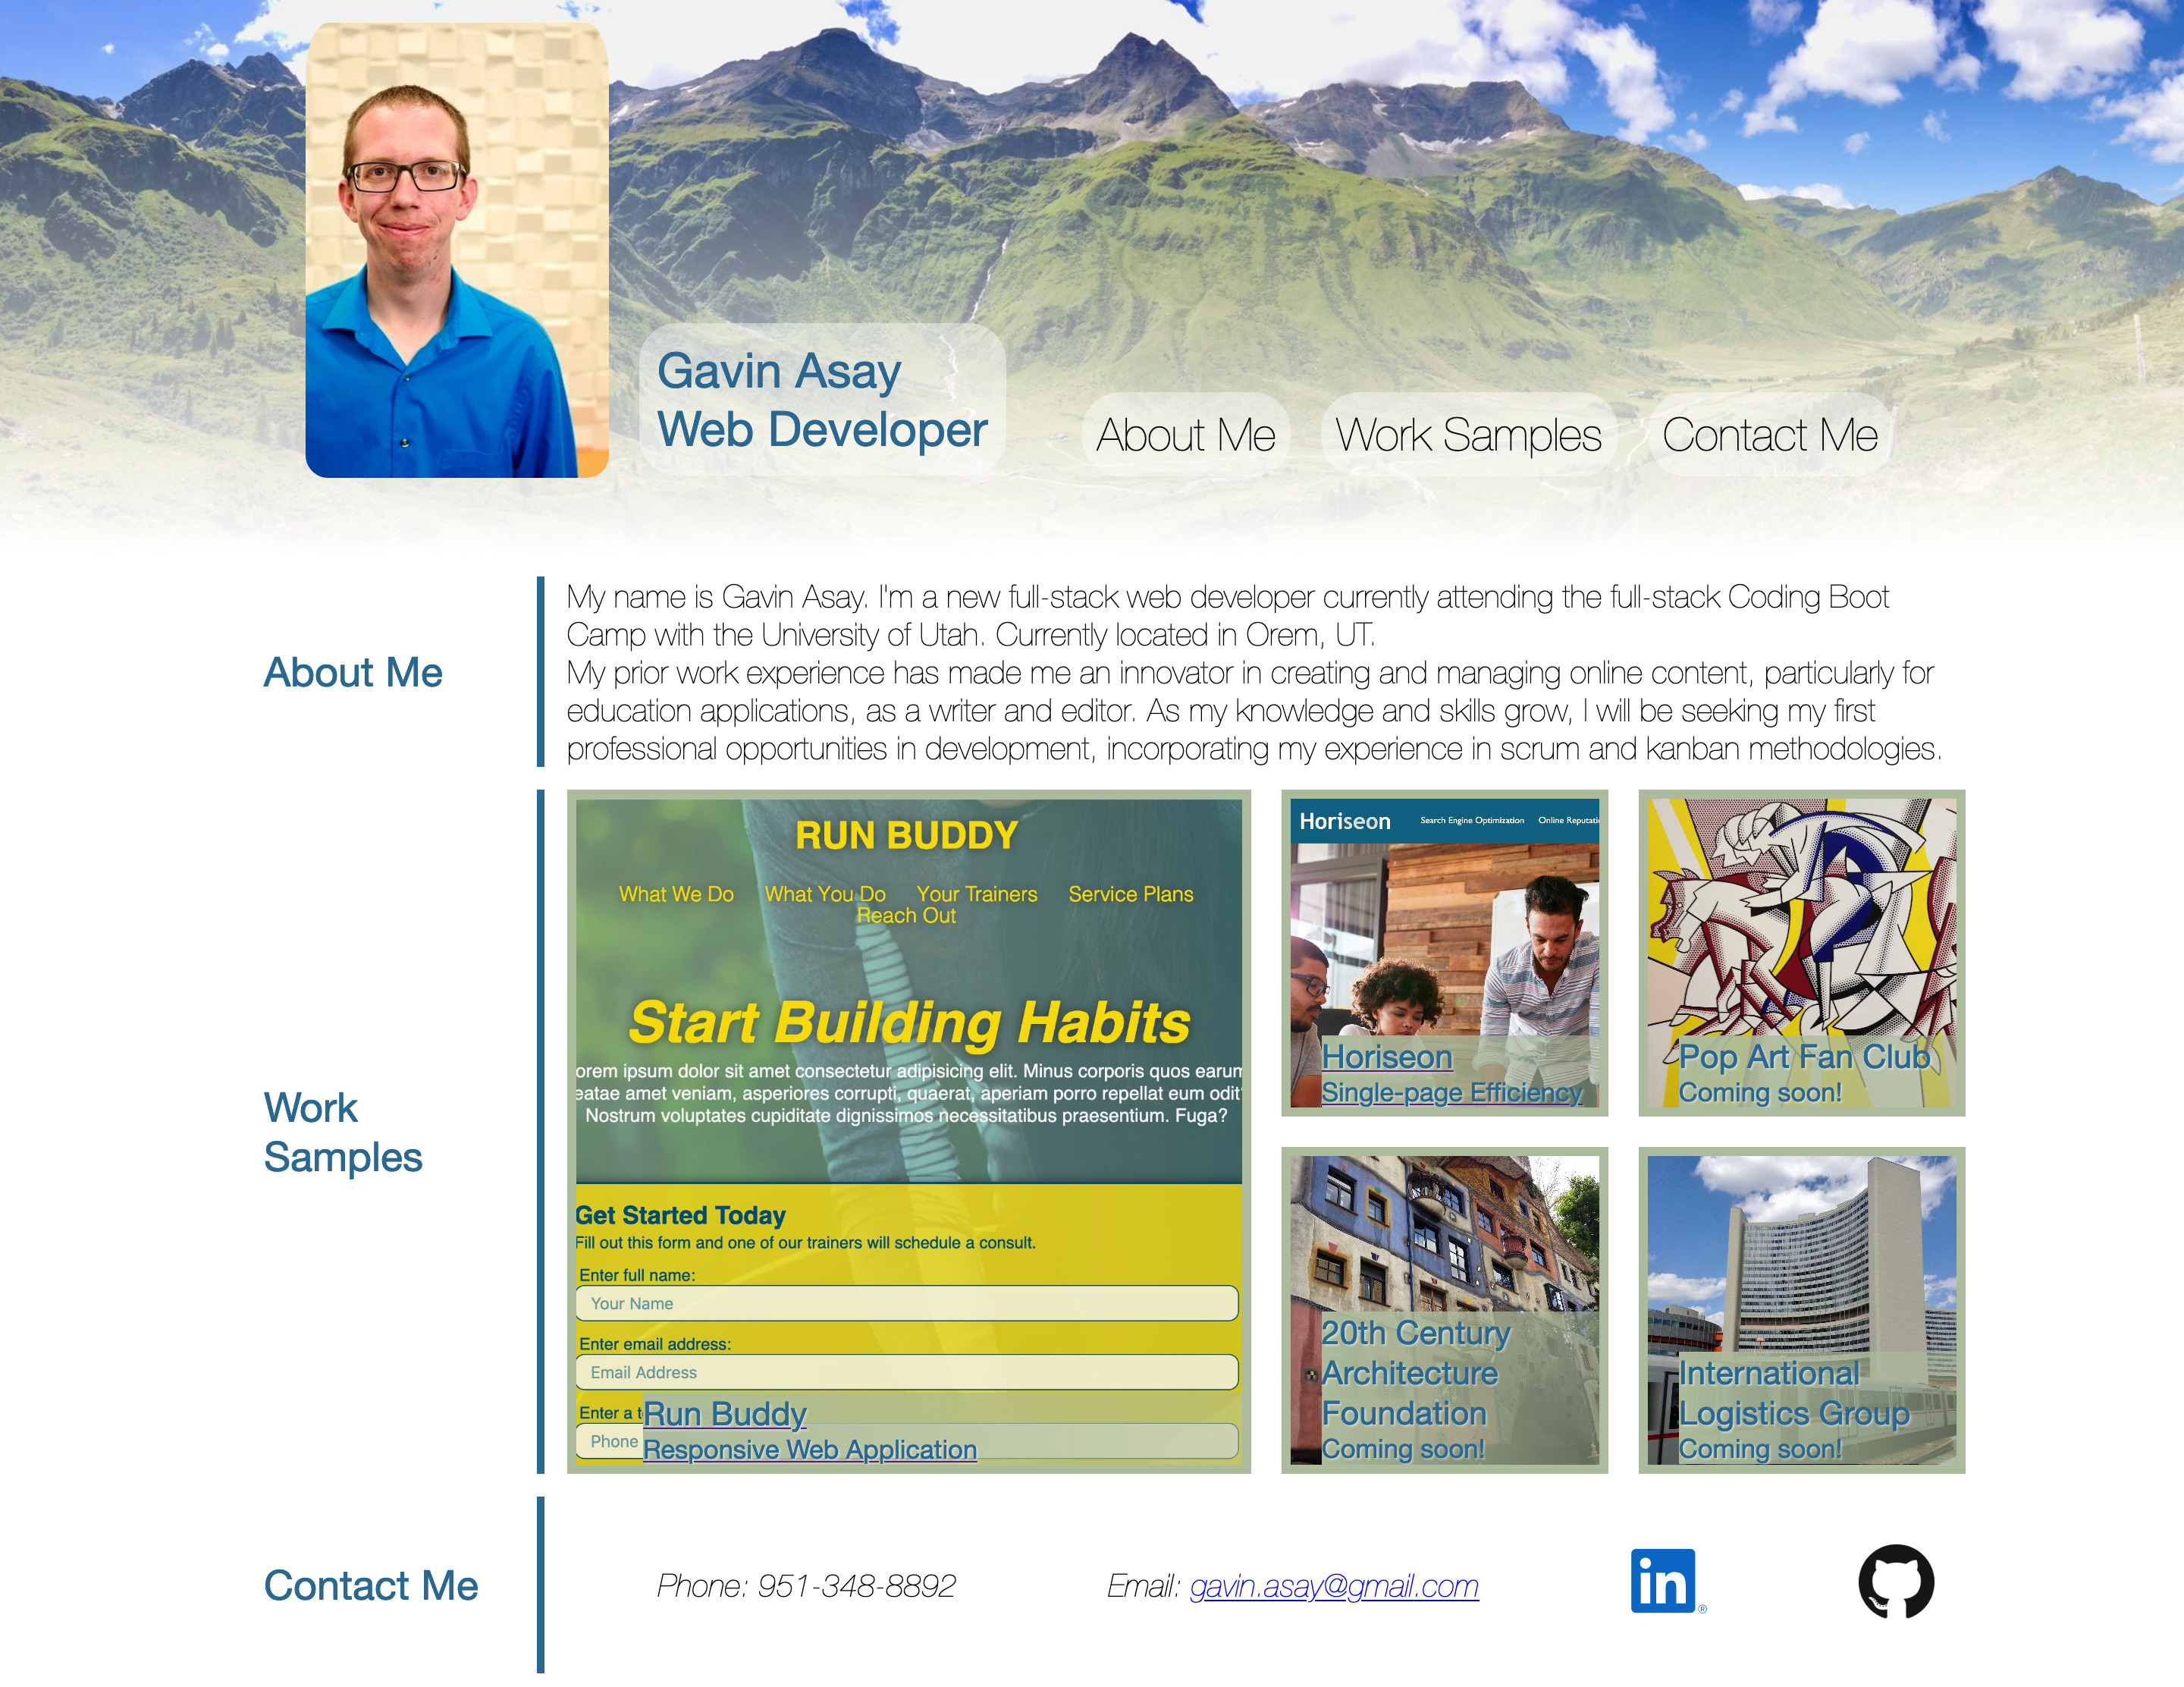 Gavin Asay
Web Developer
About Me
Work Samples
Contact Me
About Me
My name is Gavin Asay. I'm a new full-stack web developer currently attending the full-stack Coding Boot
Camp with the University of Utah. Currently located in Orem, UT.
My prior work experience has made me an innovator in creating and managing online content, particularly for
education applications, as a writer and editor. As my knowledge and skills grow, I will be seeking my first
professional opportunities in development, incorporating my experience in scrum and kanban methodologies.
Work
Samples
RUN BUDDY
What We Do What You Do Your Trainers Service Plans
Reach Out
Start Building Habits
orem ipsum dolor sit amet consectetur adipisicing elit. Minus corporis quos earum
eatae amet veniam, asperiores corrupti, quaerat, aperiam porro repellat eum odit
Nostrum voluptates cupiditate dignissimos necessitatibus praesentium. Fuga?
Get Started Today
Fill out this form and one of our trainers will schedule a consult.
Enter full name:
Your Name
Enter email address:
Email Address
Enter a t
Phone
Run Buddy
Responsive Web Application
Horiseon
Search Engine Optimization Online Reputati
Horiseon
Single-page Efficiency
Pop Art Fan Club
Coming soon!
20th Century
Architecture
Foundation
Coming soon!
International
Logistics Group
Coming soon!
Contact Me
Phone: 951-348-8892
Email: gavin.asay@gmail.com
in